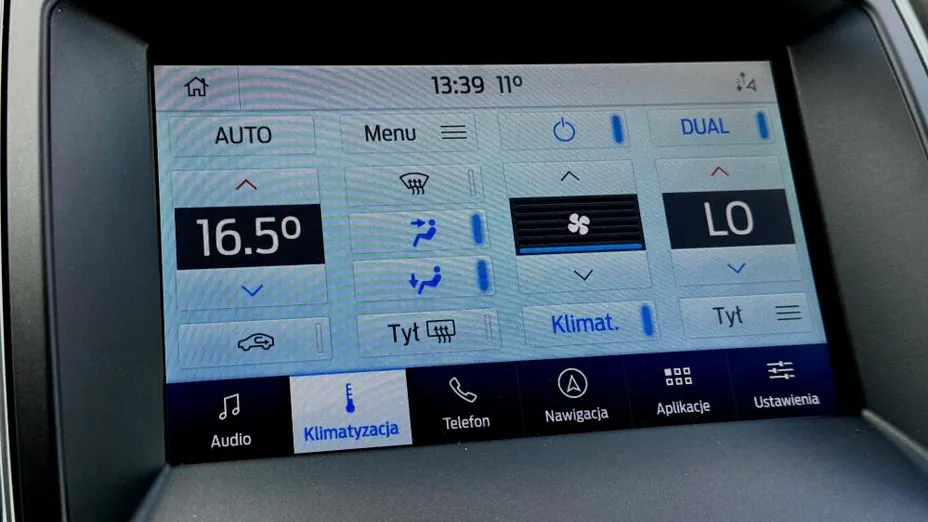 13:39 11°
AUTO
Menu
DUAL
16.5°
LO
Tył
Klimat.
Tył
Audio
Klimatyzacja
Telefon
Nawigacja
Aplikacje
Ustawienia